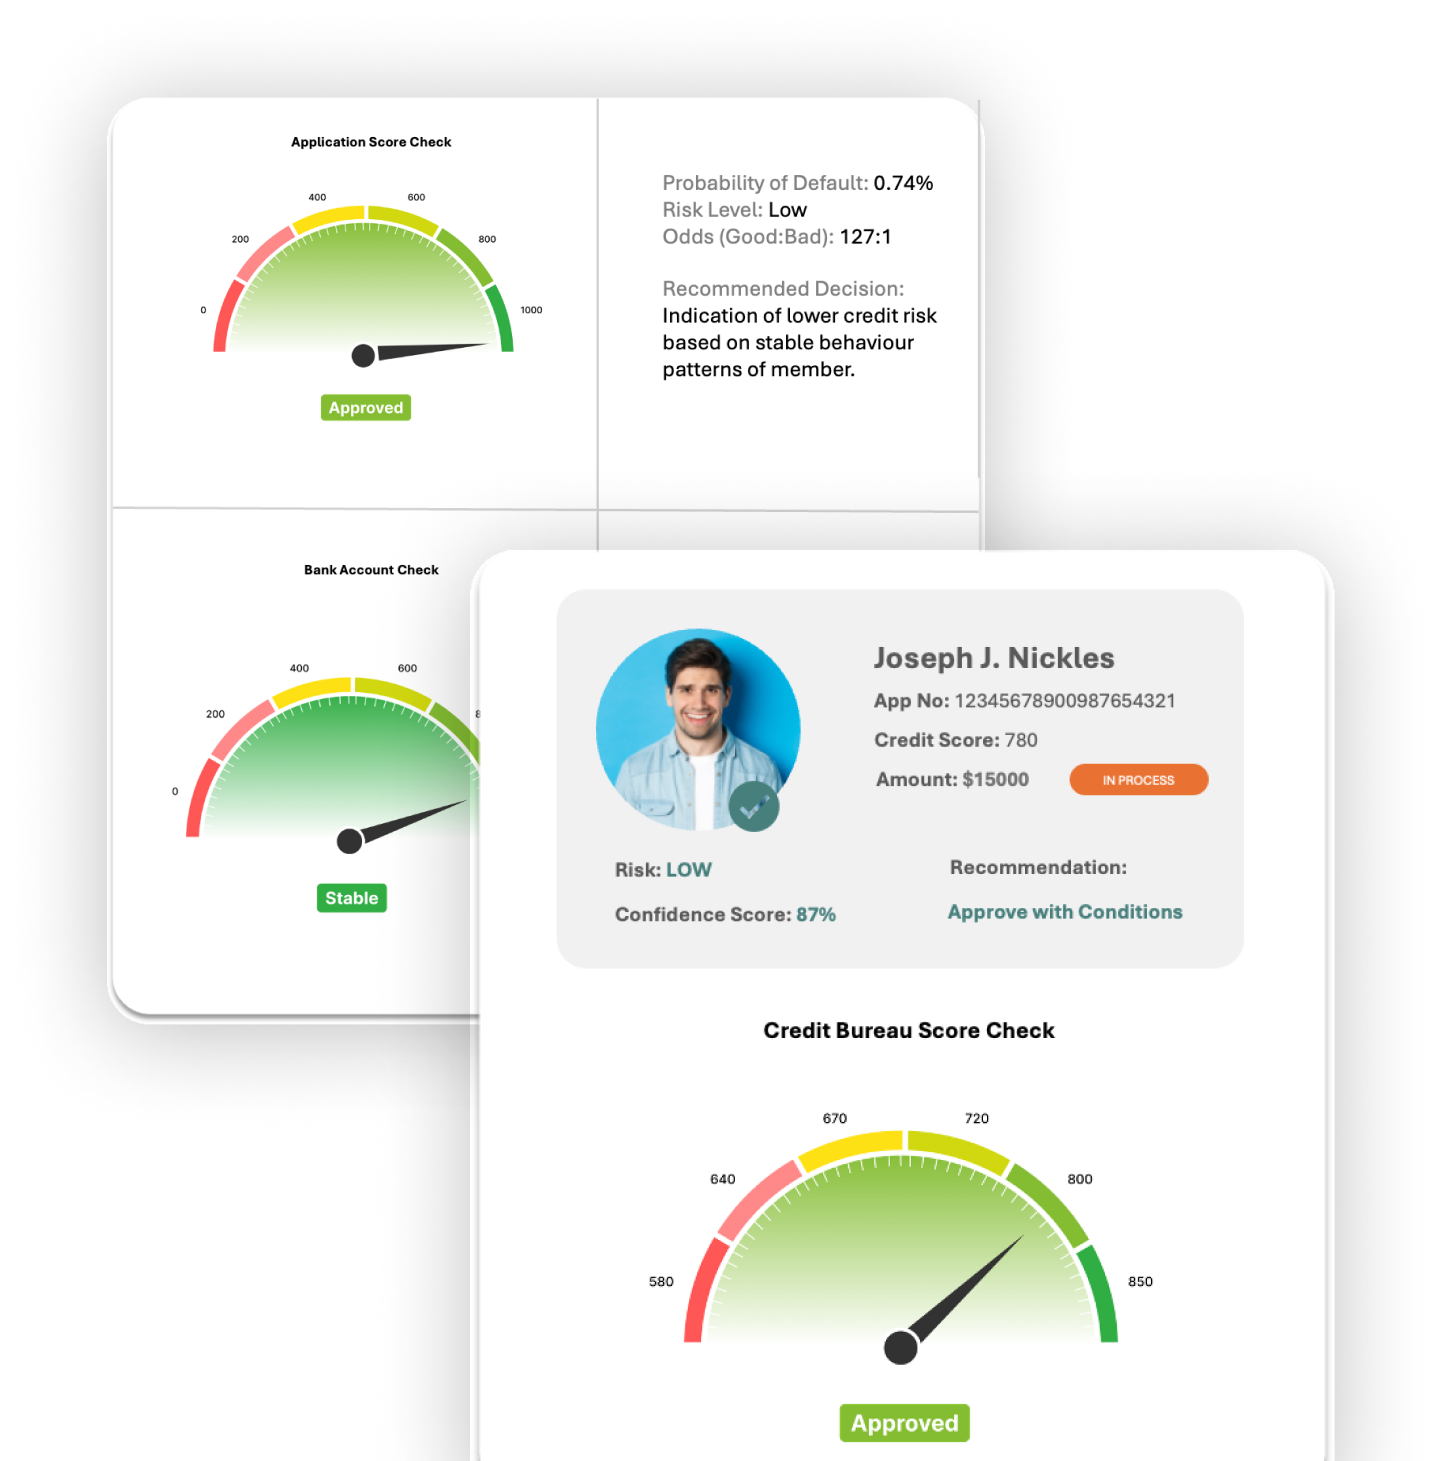 Application Score Check
400
600
200
800
0
1000
Approved
Probability of Default: 0.74%
Risk Level: Low
Odds (Good:Bad): 127:1
Recommended Decision:
Indication of lower credit risk
based on stable behaviour
patterns of member.
Bank Account Check
400
600
200
0
Stable
Joseph J. Nickles
App No: 12345678900987654321
Credit Score: 780
Amount: $15000
IN PROCESS
Risk: LOW
Recommendation:
Confidence Score: 87%
Approve with Conditions
Credit Bureau Score Check
670
720
640
800
580
850
Approved